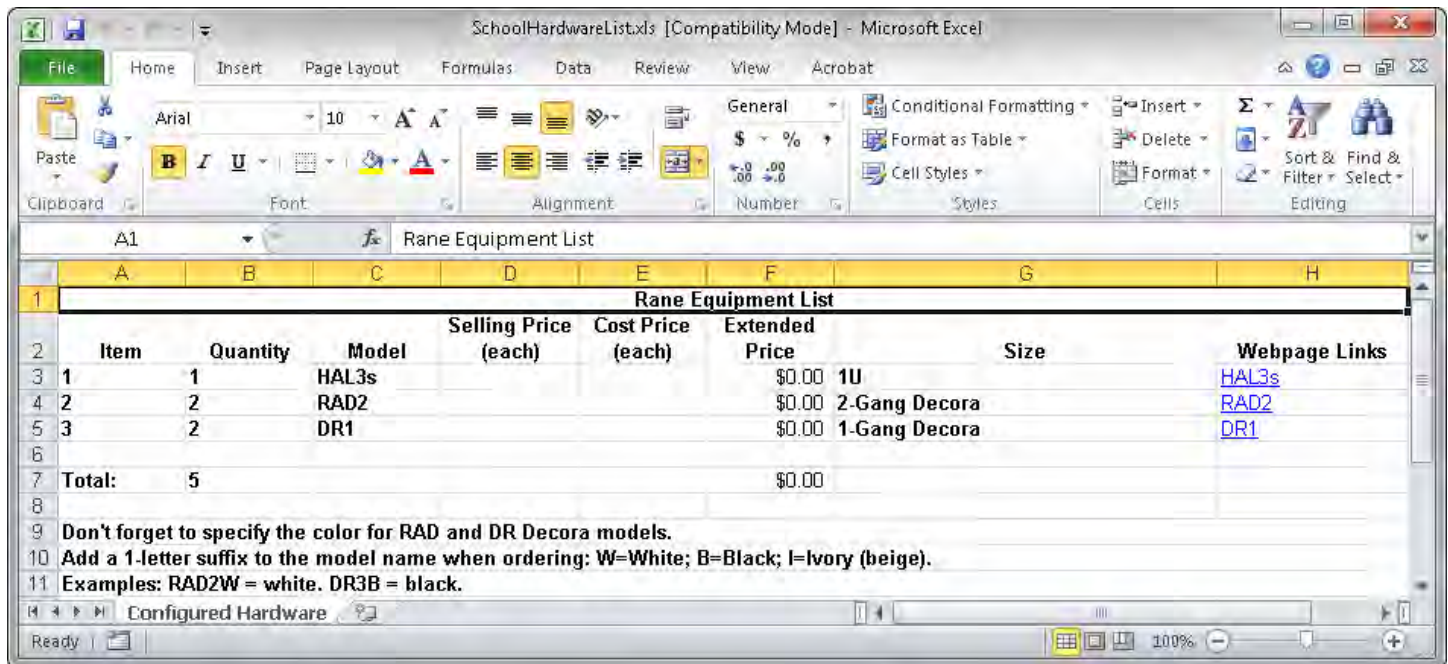 SchoolHardwareList.xls [Compatibility Mode] - Microsoft Excel
File Home Insert Page Layout Formulas Data Review View Acrobat
Paste
Clipboard
Arial 10 A A
B I U A
Font
Alignment
General
$ % ,
.0 .00 .00 .0
Number
Conditional Formatting
Format as Table
Cell Styles
Styles
Insert
Delete
Format
Cells
Σ
Sort & Filter
Find & Select
Editing
A1 fx Rane Equipment List
A B C D E F G H
1 Rane Equipment List
2 Item Quantity Model Selling Price (each) Cost Price (each) Extended Price Size Webpage Links
3 1 1 HAL3s $0.00 1U HAL3s
4 2 2 RAD2 $0.00 2-Gang Decora RAD2
5 3 2 DR1 $0.00 1-Gang Decora DR1
6
7 Total: 5 $0.00
8
9 Don't forget to specify the color for RAD and DR Decora models.
10 Add a 1-letter suffix to the model name when ordering: W=White; B=Black; I=Ivory (beige).
11 Examples: RAD2W = white. DR3B = black.
Configured Hardware
Ready 100%